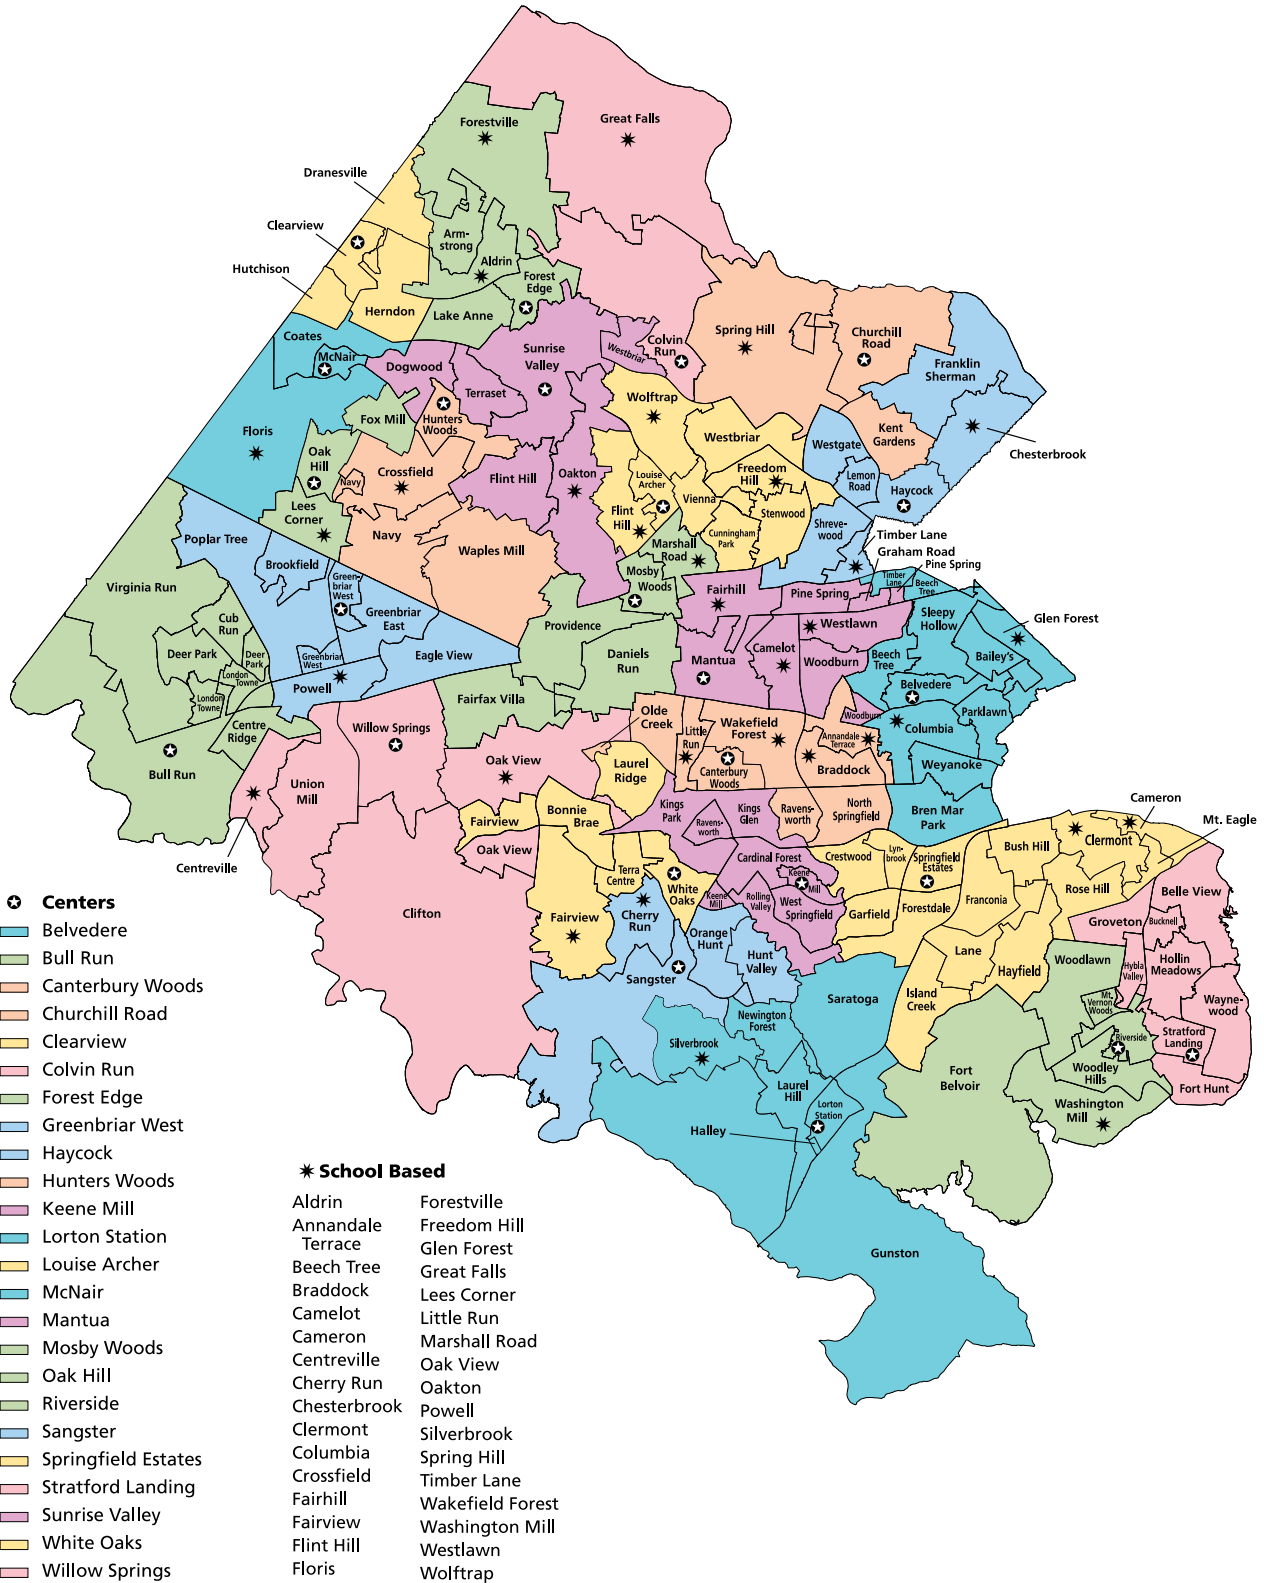 Great Falls
Forestville
Dranesville
Clearview
Hutchison
Arm-
strong
Aldrin
Forest
Edge
Herndon
Lake Anne
Coates
McNair
Dogwood
Sunrise
Valley
Westbriar
Colvin
Run
Spring Hill
Churchill
Road
Franklin
Sherman
Terraset
Wolftrap
Fox Mill
Hunters
Woods
Floris
Oak
Hill
Navy
Crossfield
Flint Hill
Oakton
Louise
Archer
Westbriar
Freedom
Hill
Westgate
Kent
Gardens
Chesterbrook
Lemon
Road
Haycock
Vienna
Stenwood
Lees
Corner
Flint
Hill
Cunningham
Park
Shreve-
wood
Timber Lane
Graham Road
Pine Spring
Poplar Tree
Navy
Waples Mill
Marshall
Road
Brookfield
Green-
briar
West
Mosby
Woods
Fairhill
Pine Spring
Timber
Lane
Beech
Tree
Virginia Run
Greenbriar
East
Cub
Run
Providence
Westlawn
Sleepy
Hollow
Glen Forest
Deer Park
Deer
Park
Greenbriar
West
Eagle View
Daniels
Run
Mantua
Camelot
Woodburn
Beech
Tree
Bailey's
London
Towne
London
Towne
Powell
Fairfax Villa
Belvedere
Centre
Ridge
Willow Springs
Olde
Creek
Little
Run
Wakefield
Forest
Woodburn
Annandale
Terrace
Columbia
Parklawn
Bull Run
Union
Mill
Oak View
Laurel
Ridge
Canterbury
Woods
Braddock
Weyanoke
Centreville
Fairview
Bonnie
Brae
Kings
Park
Ravens-
worth
Kings
Glen
Ravens-
worth
North
Springfield
Bren Mar
Park
Cameron
Mt. Eagle
Oak View
Terra
Centre
White
Oaks
Cardinal Forest
Keene
Mill
Crestwood
Lyn-
brook
Springfield
Estates
Bush Hill
Clermont
Clifton
Fairview
Cherry
Run
Keene
Mill
Rolling
Valley
West
Springfield
Garfield
Forestdale
Franconia
Rose Hill
Belle View
Groveton
Bucknell
Orange
Hunt
Hunt
Valley
Sangster
Lane
Hayfield
Woodlawn
Hybla
Valley
Hollin
Meadows
Saratoga
Island
Creek
Mt.
Vernon
Woods
Wayne-
wood
Newington
Forest
Silverbrook
Riverside
Stratford
Landing
Fort
Belvoir
Woodley
Hills
Fort Hunt
Laurel
Hill
Lorton
Station
Washington
Mill
Halley
Gunston
Centers
Belvedere
Bull Run
Canterbury Woods
Churchill Road
Clearview
Colvin Run
Forest Edge
Greenbriar West
Haycock
Hunters Woods
Keene Mill
Lorton Station
Louise Archer
McNair
Mantua
Mosby Woods
Oak Hill
Riverside
Sangster
Springfield Estates
Stratford Landing
Sunrise Valley
White Oaks
Willow Springs
School Based
Aldrin
Annandale
Terrace
Beech Tree
Braddock
Camelot
Cameron
Centreville
Cherry Run
Chesterbrook
Clermont
Columbia
Crossfield
Fairhill
Fairview
Flint Hill
Floris
Forestville
Freedom Hill
Glen Forest
Great Falls
Lees Corner
Little Run
Marshall Road
Oak View
Oakton
Powell
Silverbrook
Spring Hill
Timber Lane
Wakefield Forest
Washington Mill
Westlawn
Wolftrap